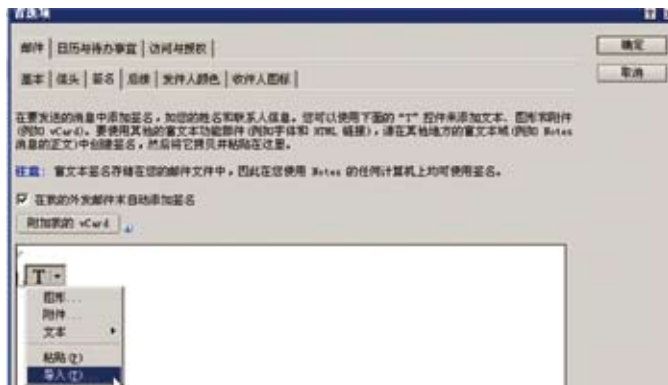 首选项
确定
邮件 日历与待办事宜 访问与授权
取消
基本 信头 签名 后续 发件人颜色 收件人图标
在要发送的消息中添加签名，如您的姓名和联系人信息。您可以使用下面的 “T” 控件来添加文本、图形和附件
(例如 vCard)。要使用其他的富文本功能部件(例如字体和 HTML 链接)，请在其他地方的富文本域(例如 Notes
消息的正文)中创建签名，然后将它拷贝并粘贴在这里。
注意： 富文本签名存储在您的邮件文件中，因此在您使用 Notes 的任何计算机上均可使用签名。
在我的外发邮件末自动添加签名
附加我的 vCard
T
图形...
附件...
文本
粘贴(P)
导入(I)...